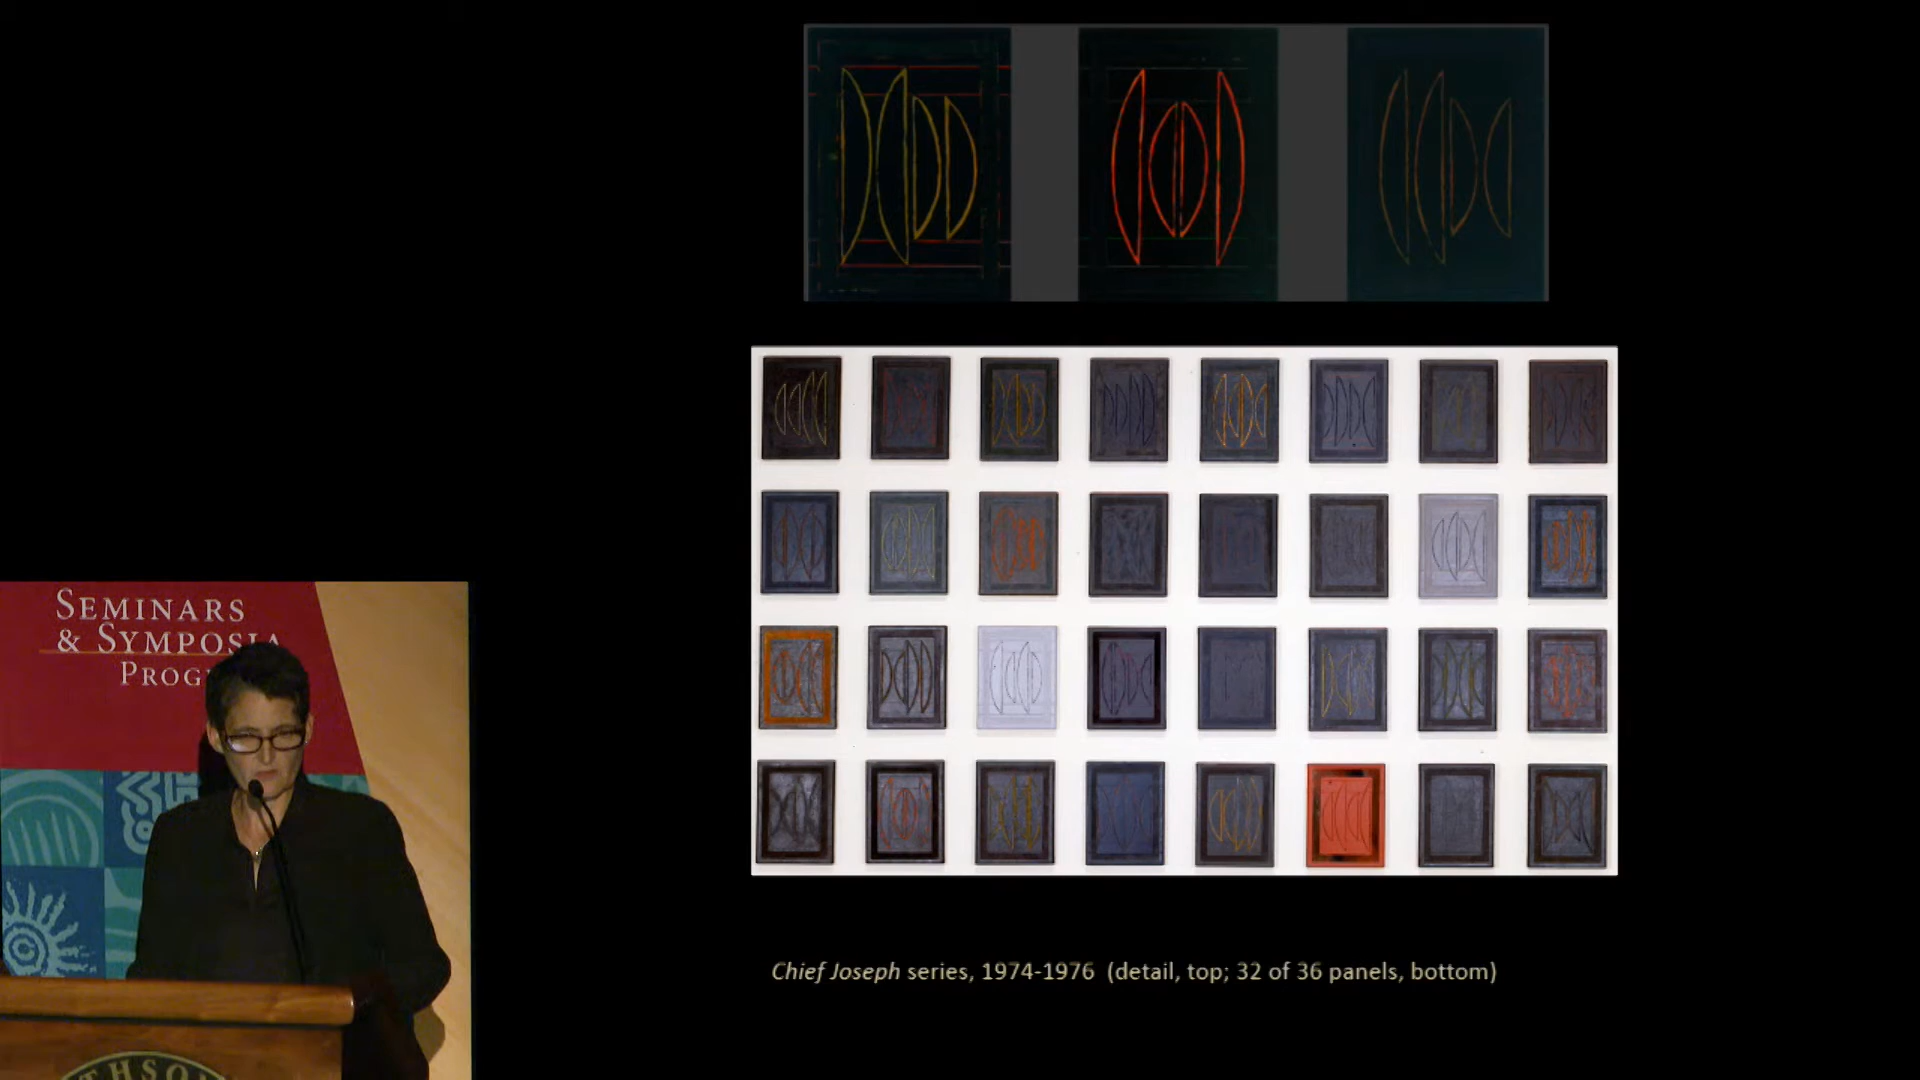 SEMINARS
& SYMPOSIA
Chief Joseph series, 1974-1976 (detail, top; 32 of 36 panels, bottom)